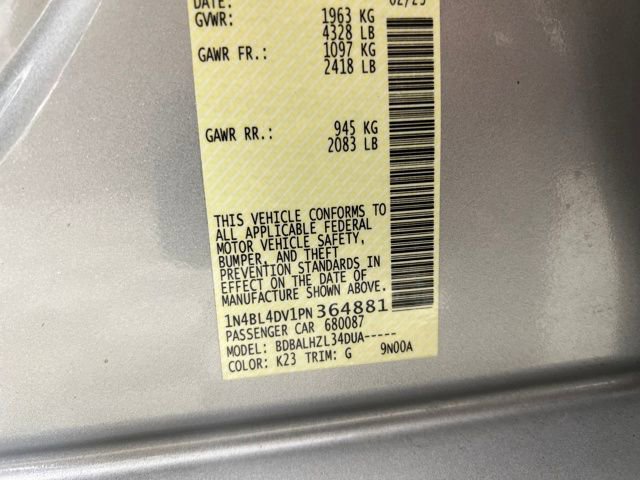 DATE: 02/23
GVWR: 1963 KG
4328 LB
GAWR FR.: 1097 KG
2418 LB
GAWR RR.: 945 KG
2083 LB
THIS VEHICLE CONFORMS TO
ALL APPLICABLE FEDERAL
MOTOR VEHICLE SAFETY,
BUMPER, AND THEFT
PREVENTION STANDARDS IN
EFFECT ON THE DATE OF
MANUFACTURE SHOWN ABOVE.
1N4BL4DV1PN364881
PASSENGER CAR 680087
MODEL: BDBALHZL34DUA-----
COLOR: K23 TRIM: G 9N00A